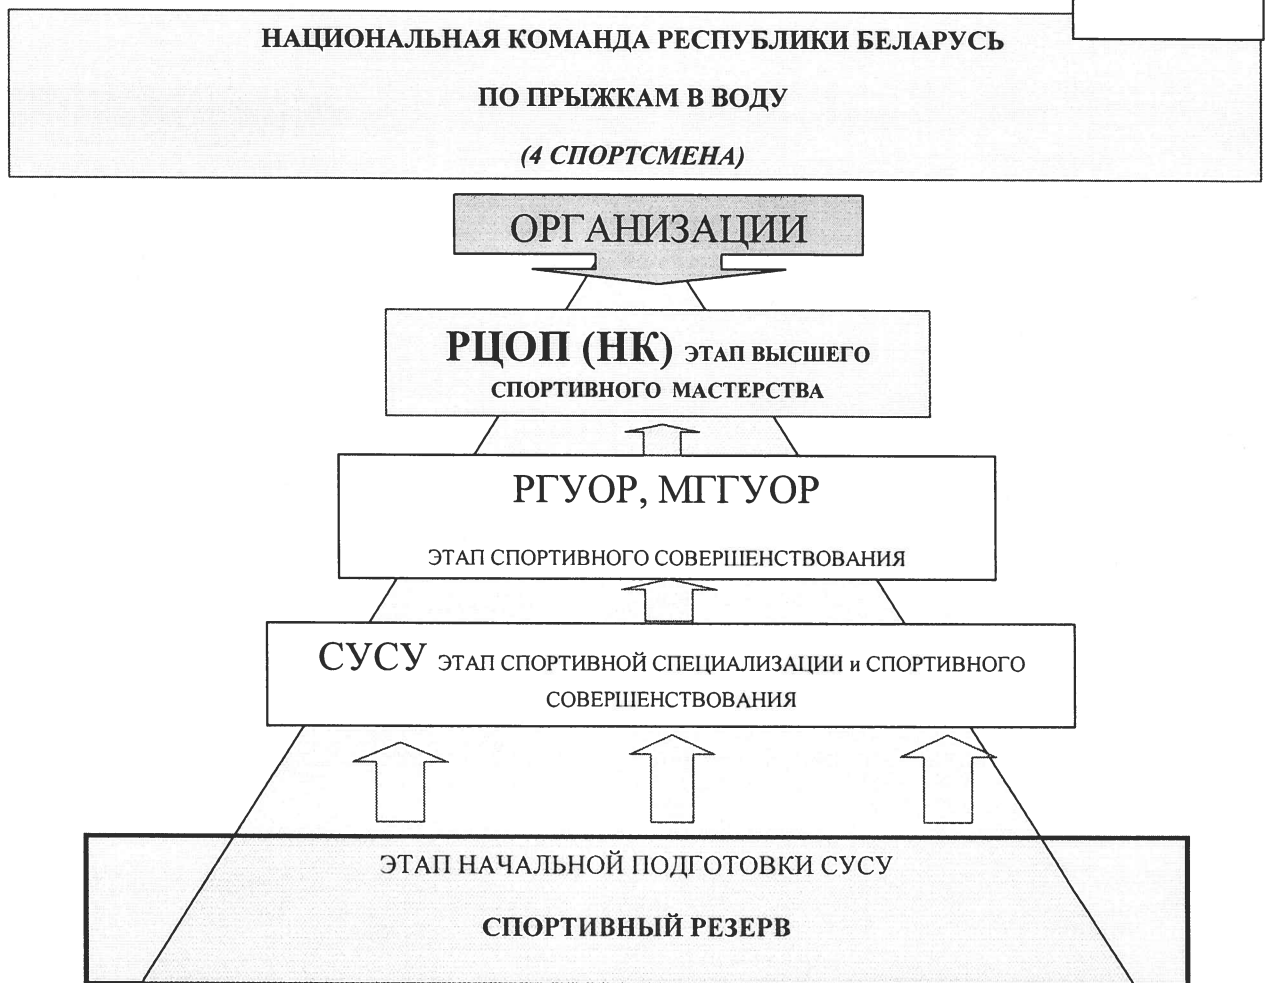 НАЦИОНАЛЬНАЯ КОМАНДА РЕСПУБЛИКИ БЕЛАРУСЬ
ПО ПРЫЖКАМ В ВОДУ
(4 СПОРТСМЕНА)
ОРГАНИЗАЦИИ
РЦОП (НК) ЭТАП ВЫСШЕГО
СПОРТИВНОГО МАСТЕРСТВА
РГУОР, МГГУОР
ЭТАП СПОРТИВНОГО СОВЕРШЕНСТВОВАНИЯ
СУСУ ЭТАП СПОРТИВНОЙ СПЕЦИАЛИЗАЦИИ и СПОРТИВНОГО
СОВЕРШЕНСТВОВАНИЯ
ЭТАП НАЧАЛЬНОЙ ПОДГОТОВКИ СУСУ
СПОРТИВНЫЙ РЕЗЕРВ